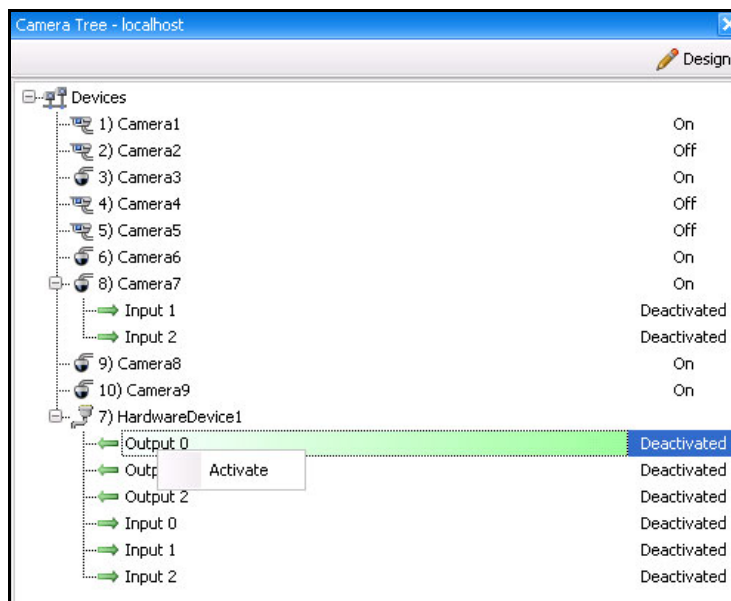 Camera Tree - localhost
Design
Devices
1) Camera1 On
2) Camera2 Off
3) Camera3 On
4) Camera4 Off
5) Camera5 Off
6) Camera6 On
8) Camera7 On
Input 1 Deactivated
Input 2 Deactivated
9) Camera8 On
10) Camera9 On
7) HardwareDevice1
Output 0 Deactivated
Activate Deactivated
Output 2 Deactivated
Input 0 Deactivated
Input 1 Deactivated
Input 2 Deactivated